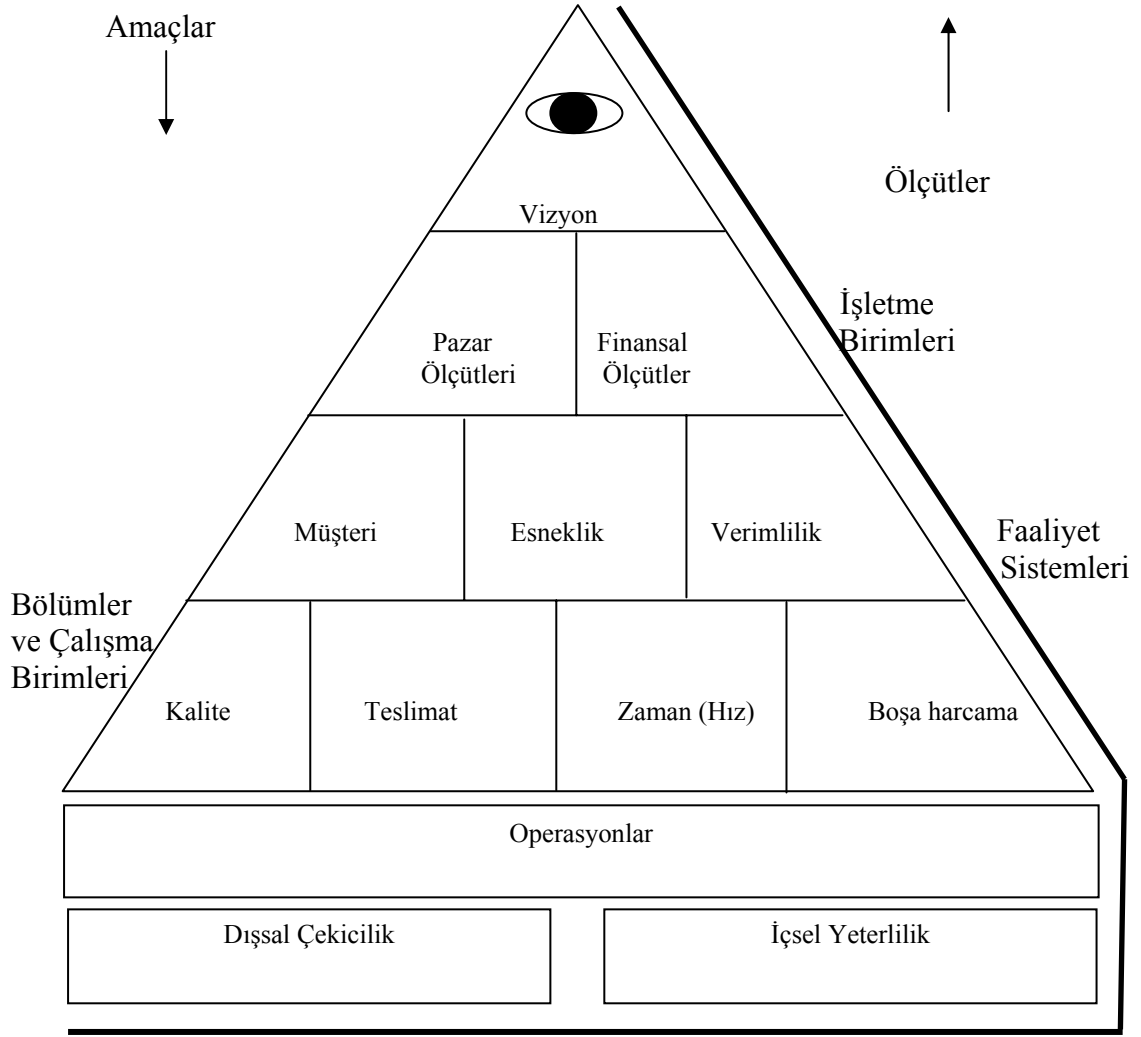 Amaçlar
Ölçütler
Vizyon
İşletme
Birimleri
Pazar
Ölçütleri
Finansal
Ölçütler
Müşteri
Esneklik
Verimlilik
Faaliyet
Sistemleri
Bölümler
ve Çalışma
Birimleri
Kalite
Teslimat
Zaman (Hız)
Boşa harcama
Operasyonlar
Dışsal Çekicilik
İçsel Yeterlilik